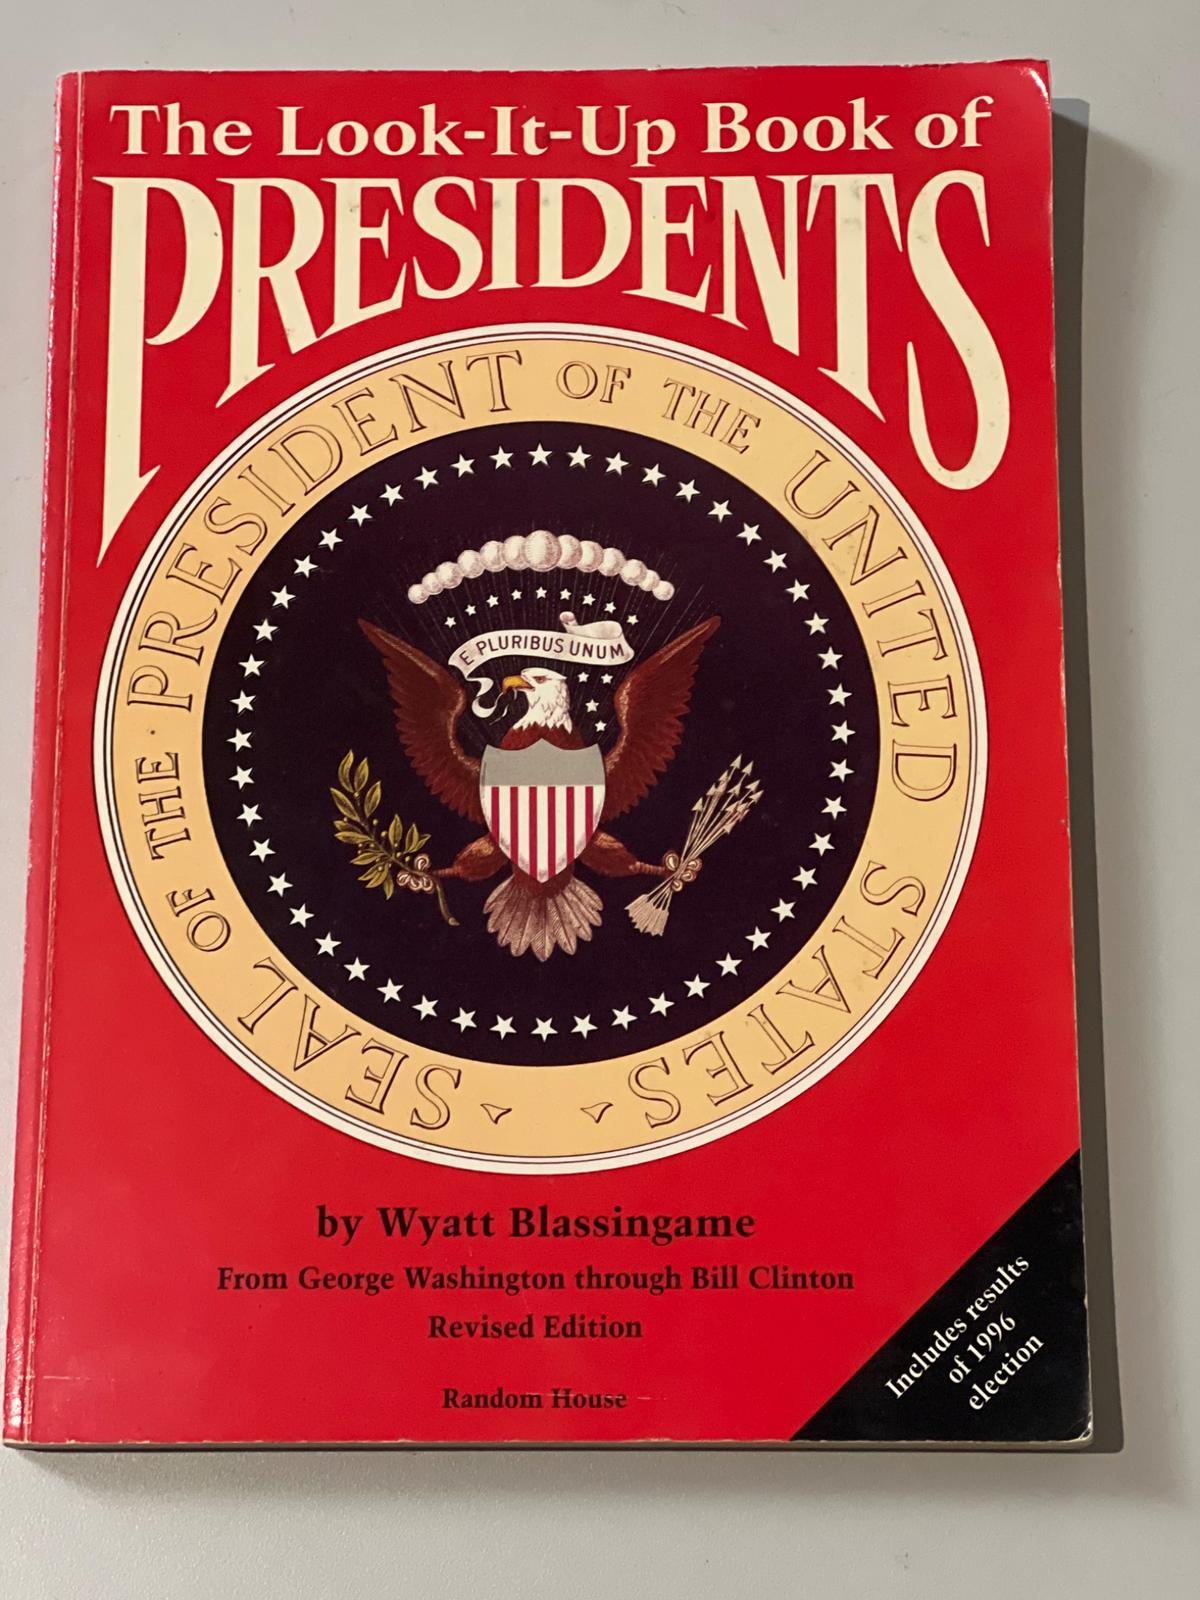 The Look-It-Up Book of
PRESIDENTS
SEAL OF THE PRESIDENT OF THE UNITED STATES
E PLURIBUS UNUM
by Wyatt Blassingame
From George Washington through Bill Clinton
Revised Edition
Random House
Includes results
of 1996
election